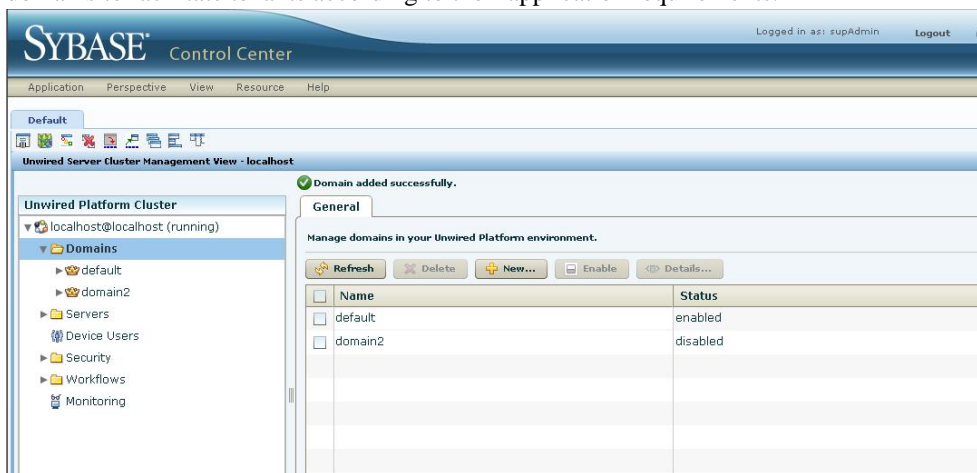 SYBASE Control Center
Logged in as: supAdmin Logout
Application Perspective View Resource Help
Default
Unwired Server Cluster Management View - localhost
Domain added successfully.
Unwired Platform Cluster
General
localhost@localhost (running)
Manage domains in your Unwired Platform environment.
Domains
Refresh Delete New... Enable Details...
default
domain2
Servers
Device Users
Security
Workflows
Monitoring
Name Status
default enabled
domain2 disabled